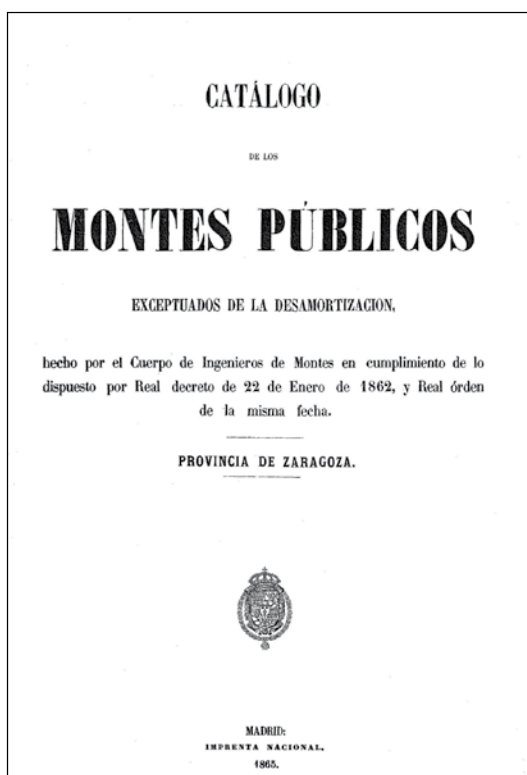 CATÁLOGO
DE LOS
MONTES PÚBLICOS
EXCEPTUADOS DE LA DESAMORTIZACION,
hecho por el Cuerpo de Ingenieros de Montes en cumplimiento de lo
dispuesto por Real decreto de 22 de Enero de 1862, y Real órden
de la misma fecha.
PROVINCIA DE ZARAGOZA.
MADRID:
IMPRENTA NACIONAL.
1865.